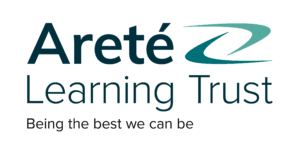 Areté
Learning Trust
Being the best we can be